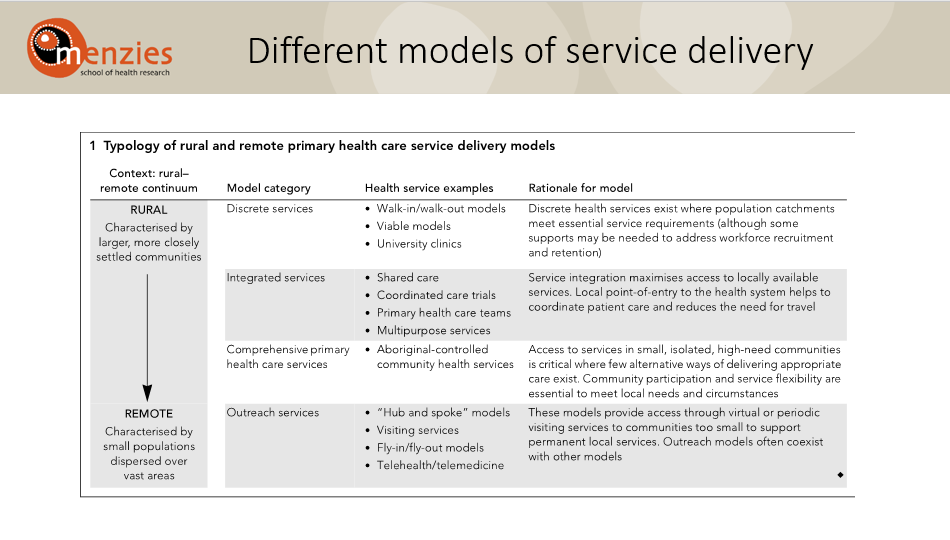 menzies
school of health research
Different models of service delivery
1 Typology of rural and remote primary health care service delivery models
Context: rural–
remote continuum
Model category
Health service examples
Rationale for model
RURAL
Characterised by
larger, more closely
settled communities
Discrete services
• Walk-in/walk-out models
• Viable models
• University clinics
Discrete health services exist where population catchments
meet essential service requirements (although some
supports may be needed to address workforce recruitment
and retention)
Integrated services
• Shared care
• Coordinated care trials
• Primary health care teams
• Multipurpose services
Service integration maximises access to locally available
services. Local point-of-entry to the health system helps to
coordinate patient care and reduces the need for travel
Comprehensive primary
health care services
• Aboriginal-controlled
community health services
Access to services in small, isolated, high-need communities
is critical where few alternative ways of delivering appropriate
care exist. Community participation and service flexibility are
essential to meet local needs and circumstances
REMOTE
Characterised by
small populations
dispersed over
vast areas
Outreach services
• “Hub and spoke” models
• Visiting services
• Fly-in/fly-out models
• Telehealth/telemedicine
These models provide access through virtual or periodic
visiting services to communities too small to support
permanent local services. Outreach models often coexist
with other models